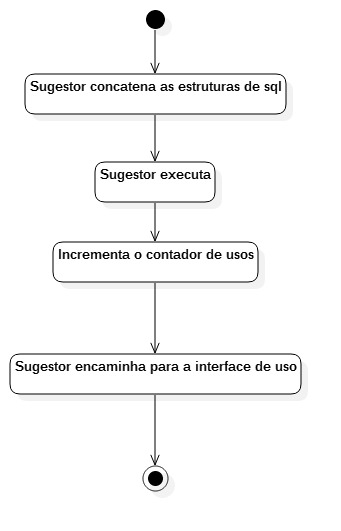 Sugestor concatena as estruturas de sql
Sugestor executa
Incrementa o contador de usos
Sugestor encaminha para a interface de uso